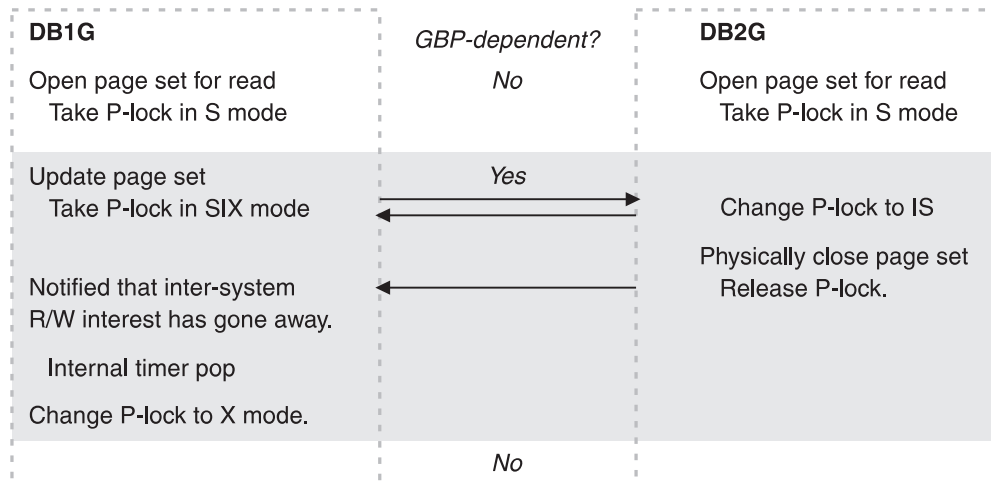 DB1G
GBP-dependent?
DB2G
Open page set for read
Take P-lock in S mode
No
Open page set for read
Take P-lock in S mode
Update page set
Take P-lock in SIX mode
Yes
Change P-lock to IS
Physically close page set
Release P-lock.
Notified that inter-system
R/W interest has gone away.
Internal timer pop
Change P-lock to X mode.
No